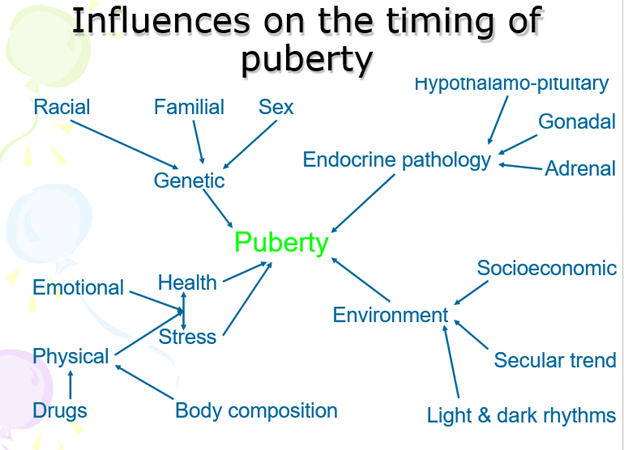 Influences on the timing of
puberty
Hypothalamo-pituitary
Racial
Familial
Sex
Gonadal
Endocrine pathology
Adrenal
Genetic
Puberty
Socioeconomic
Emotional
Health
Environment
Stress
Physical
Secular trend
Drugs
Body composition
Light & dark rhythms